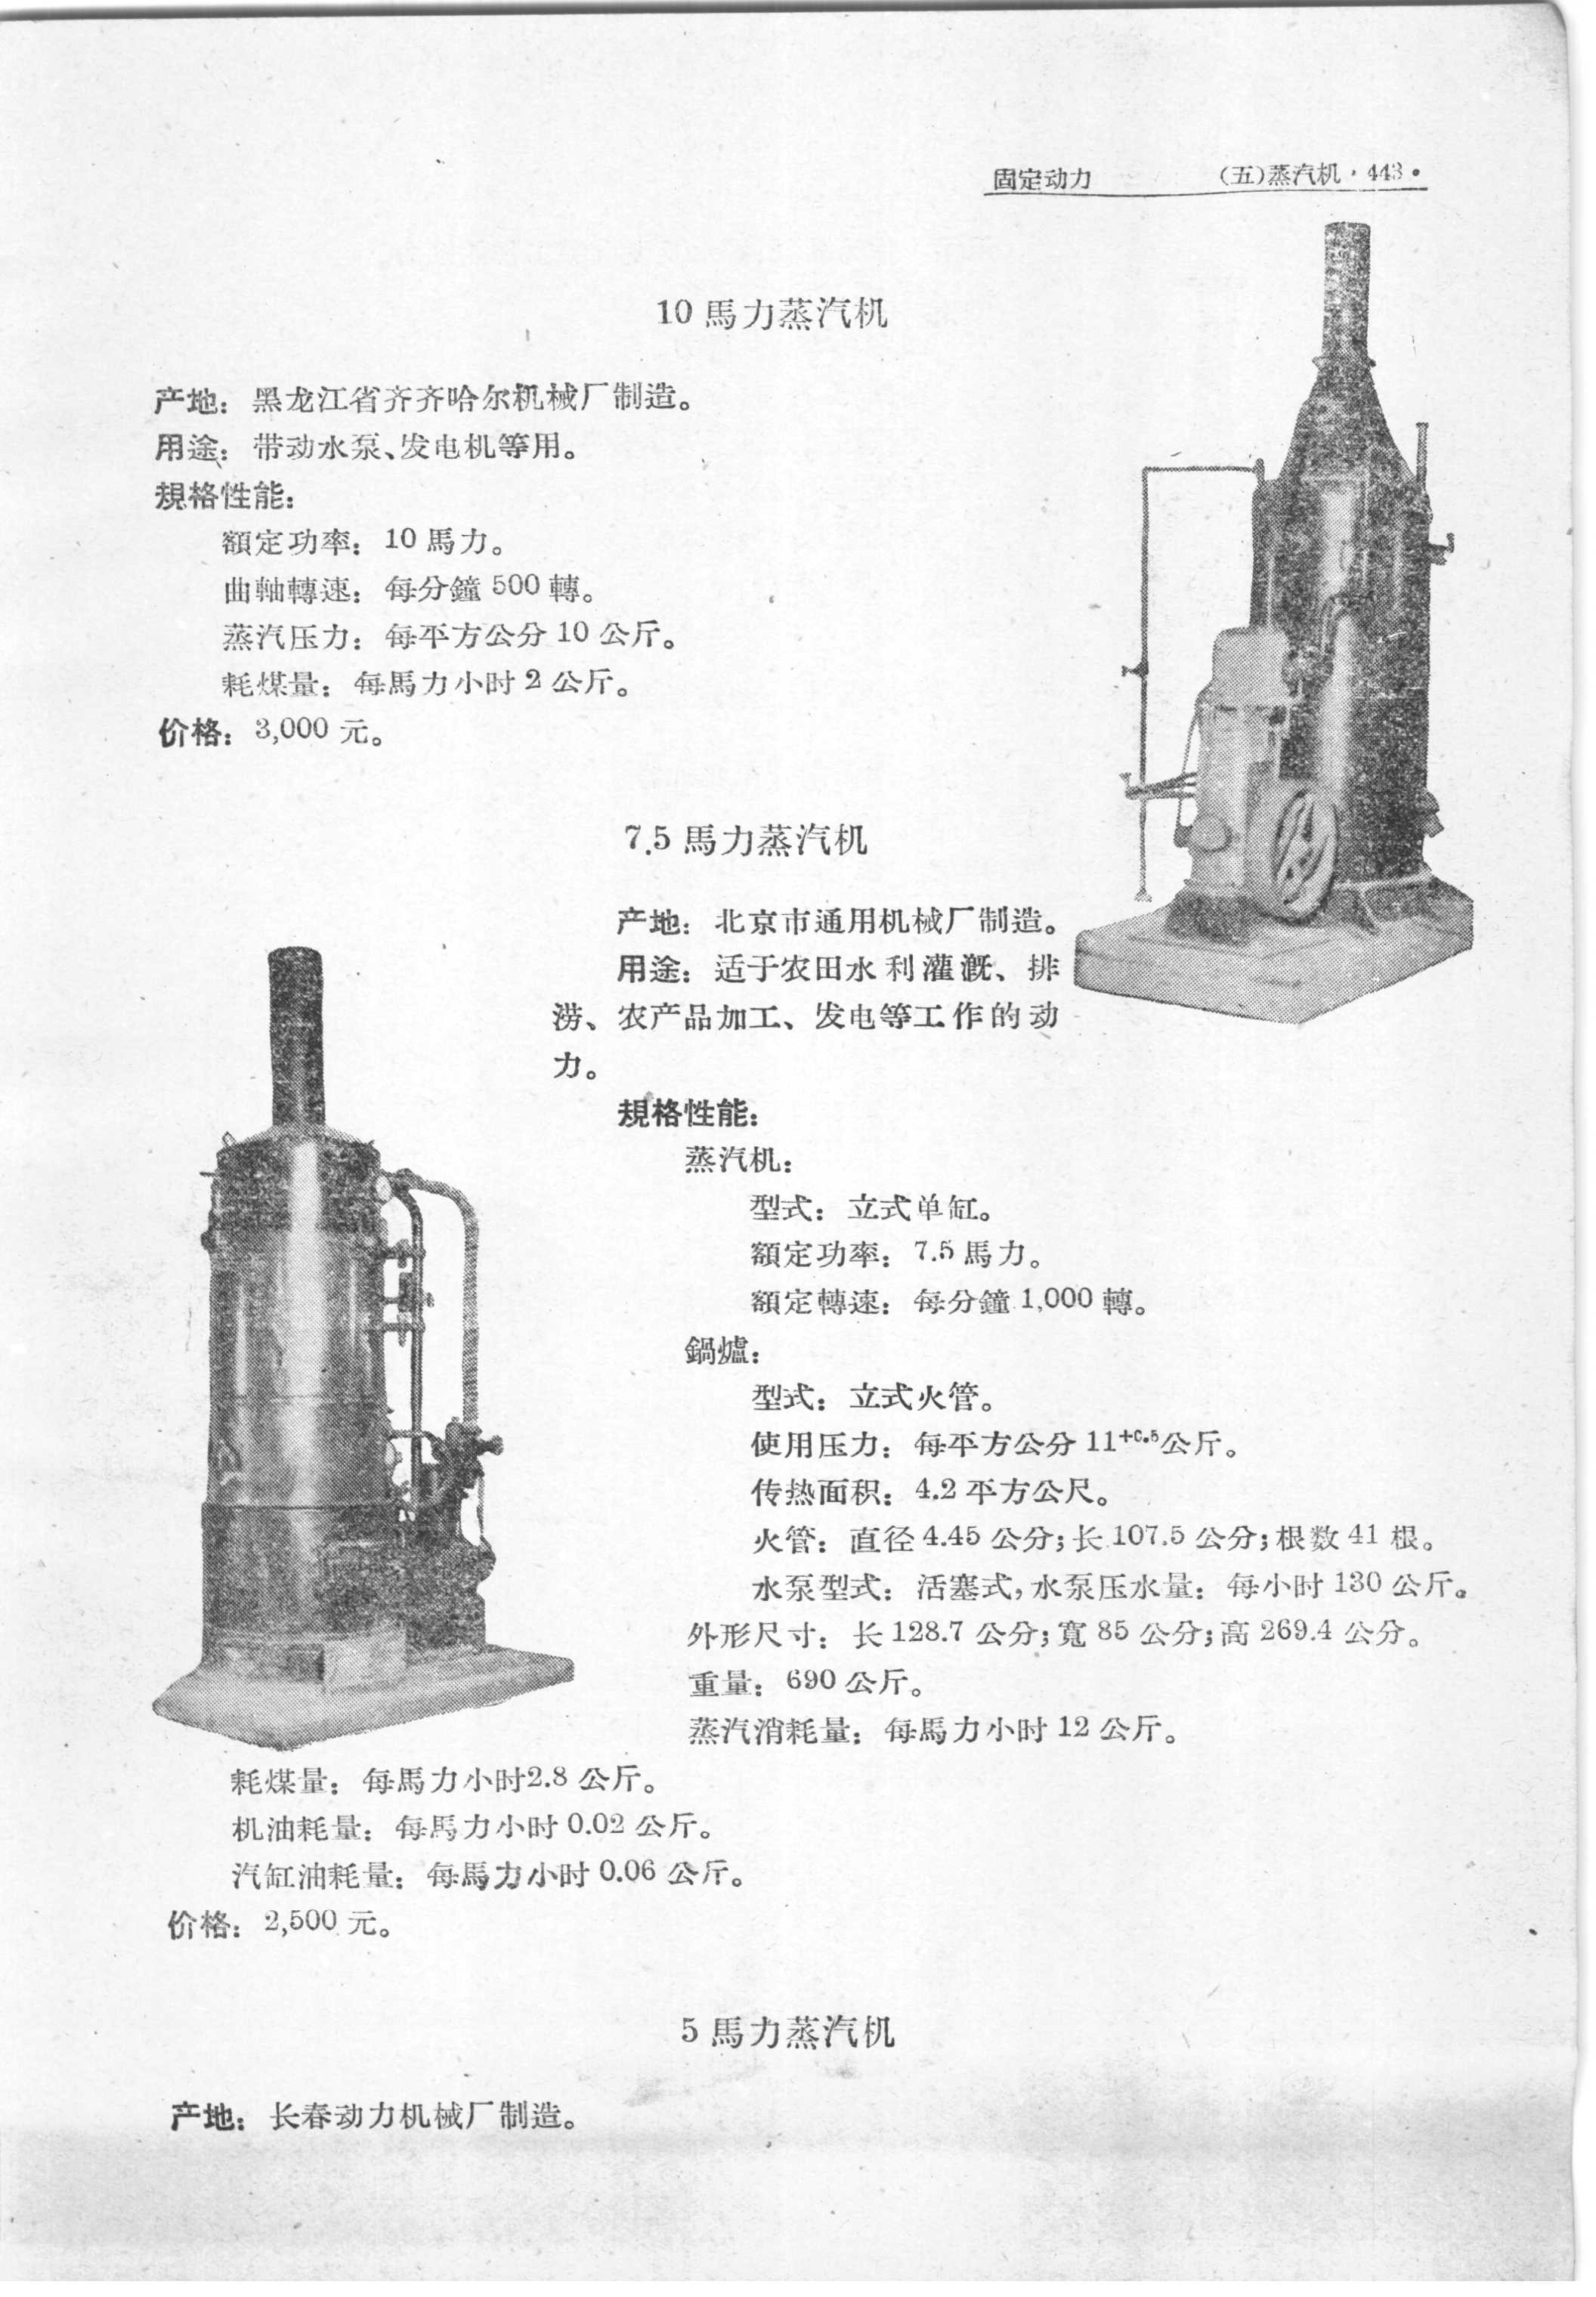 固定动力 (五)蒸汽机·443·
10 馬力蒸汽机
产地：黑龙江省齐齐哈尔机械厂制造。
用途：带动水泵、发电机等用。
規格性能：
額定功率：10 馬力。
曲軸轉速：每分鐘 500 轉。
蒸汽压力：每平方公分 10 公斤。
耗煤量：每馬力小时 2 公斤。
价格：3,000 元。
7.5 馬力蒸汽机
产地：北京市通用机械厂制造。
用途：适于农田水利灌溉、排
涝、农产品加工、发电等工作的动
力。
規格性能：
蒸汽机：
型式：立式单缸。
額定功率：7.5 馬力。
額定轉速：每分鐘 1,000 轉。
鍋爐：
型式：立式火管。
使用压力：每平方公分 11⁺⁰·⁵公斤。
传热面积：4.2 平方公尺。
火管：直径 4.45 公分；长 107.5 公分；根数 41 根。
水泵型式：活塞式，水泵压水量：每小时 130 公斤。
外形尺寸：长 128.7 公分；寬 85 公分；高 269.4 公分。
重量：690 公斤。
蒸汽消耗量：每馬力小时 12 公斤。
耗煤量：每馬力小时2.8 公斤。
机油耗量：每馬力小时 0.02 公斤。
汽缸油耗量：每馬力小时 0.06 公斤。
价格：2,500 元。
5 馬力蒸汽机
产地：长春动力机械厂制造。